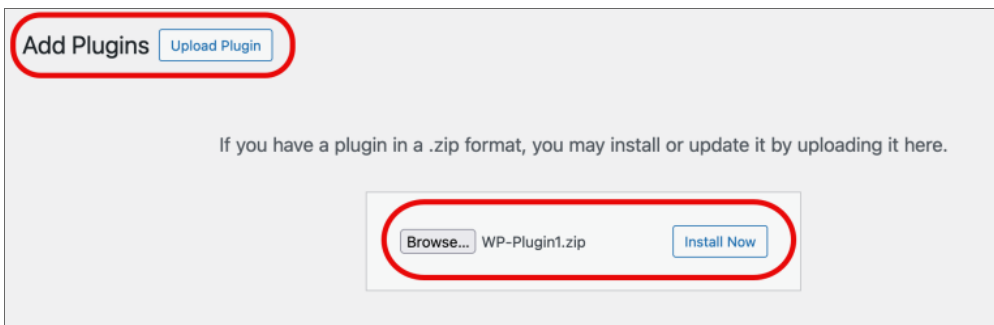 Add Plugins Upload Plugin
If you have a plugin in a .zip format, you may install or update it by uploading it here.
Browse... WP-Plugin1.zip Install Now